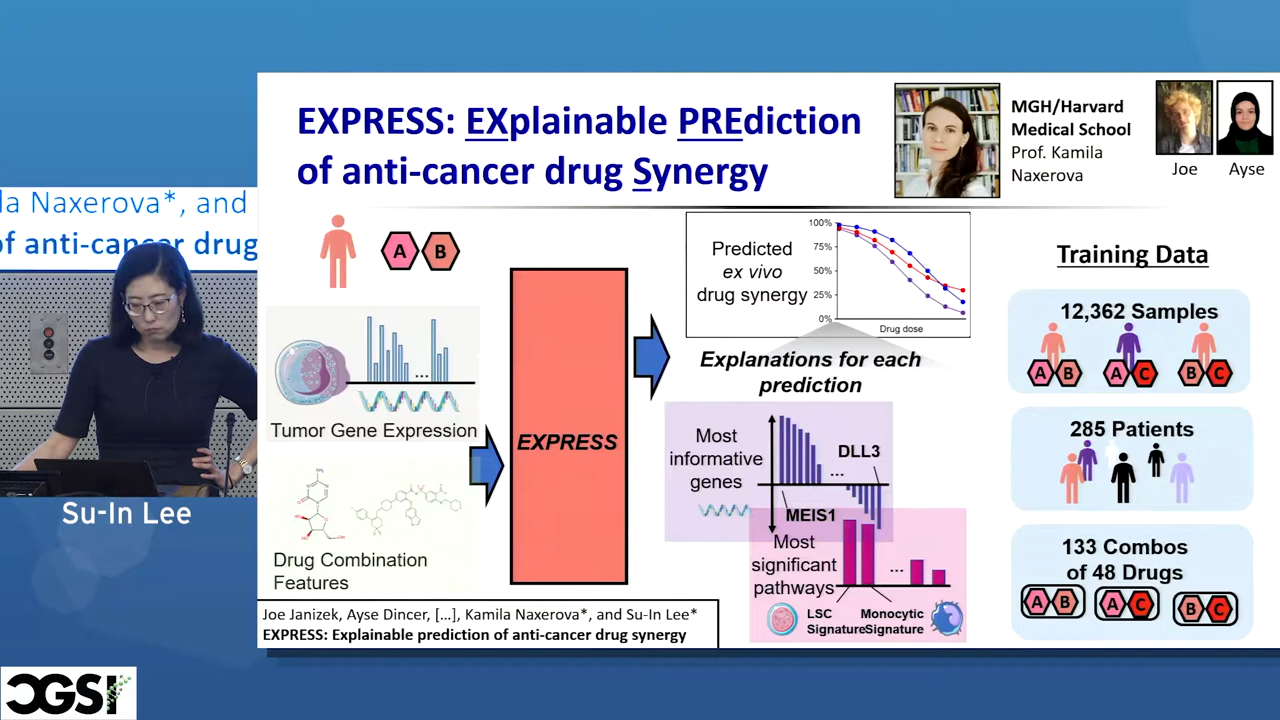 EXPRESS: EXplainable PREdiction
of anti-cancer drug Synergy
MGH/Harvard
Medical School
Prof. Kamila
Naxerova
Joe
Ayse
la Naxerova*, and
of anti-cancer drug
Su-In Lee
A
B
Tumor Gene Expression
Drug Combination
Features
EXPRESS
Predicted
ex vivo
drug synergy
100%
75%
50%
25%
0%
Drug dose
Explanations for each
prediction
Most
informative
genes
...
DLL3
MEIS1
Most
significant
pathways
...
LSC
Signature
Monocytic
Signature
Training Data
12,362 Samples
A B
A C
B C
285 Patients
133 Combos
of 48 Drugs
A B
A C
B C
Joe Janizek, Ayse Dincer, […], Kamila Naxerova*, and Su-In Lee*
EXPRESS: Explainable prediction of anti-cancer drug synergy
CGSI